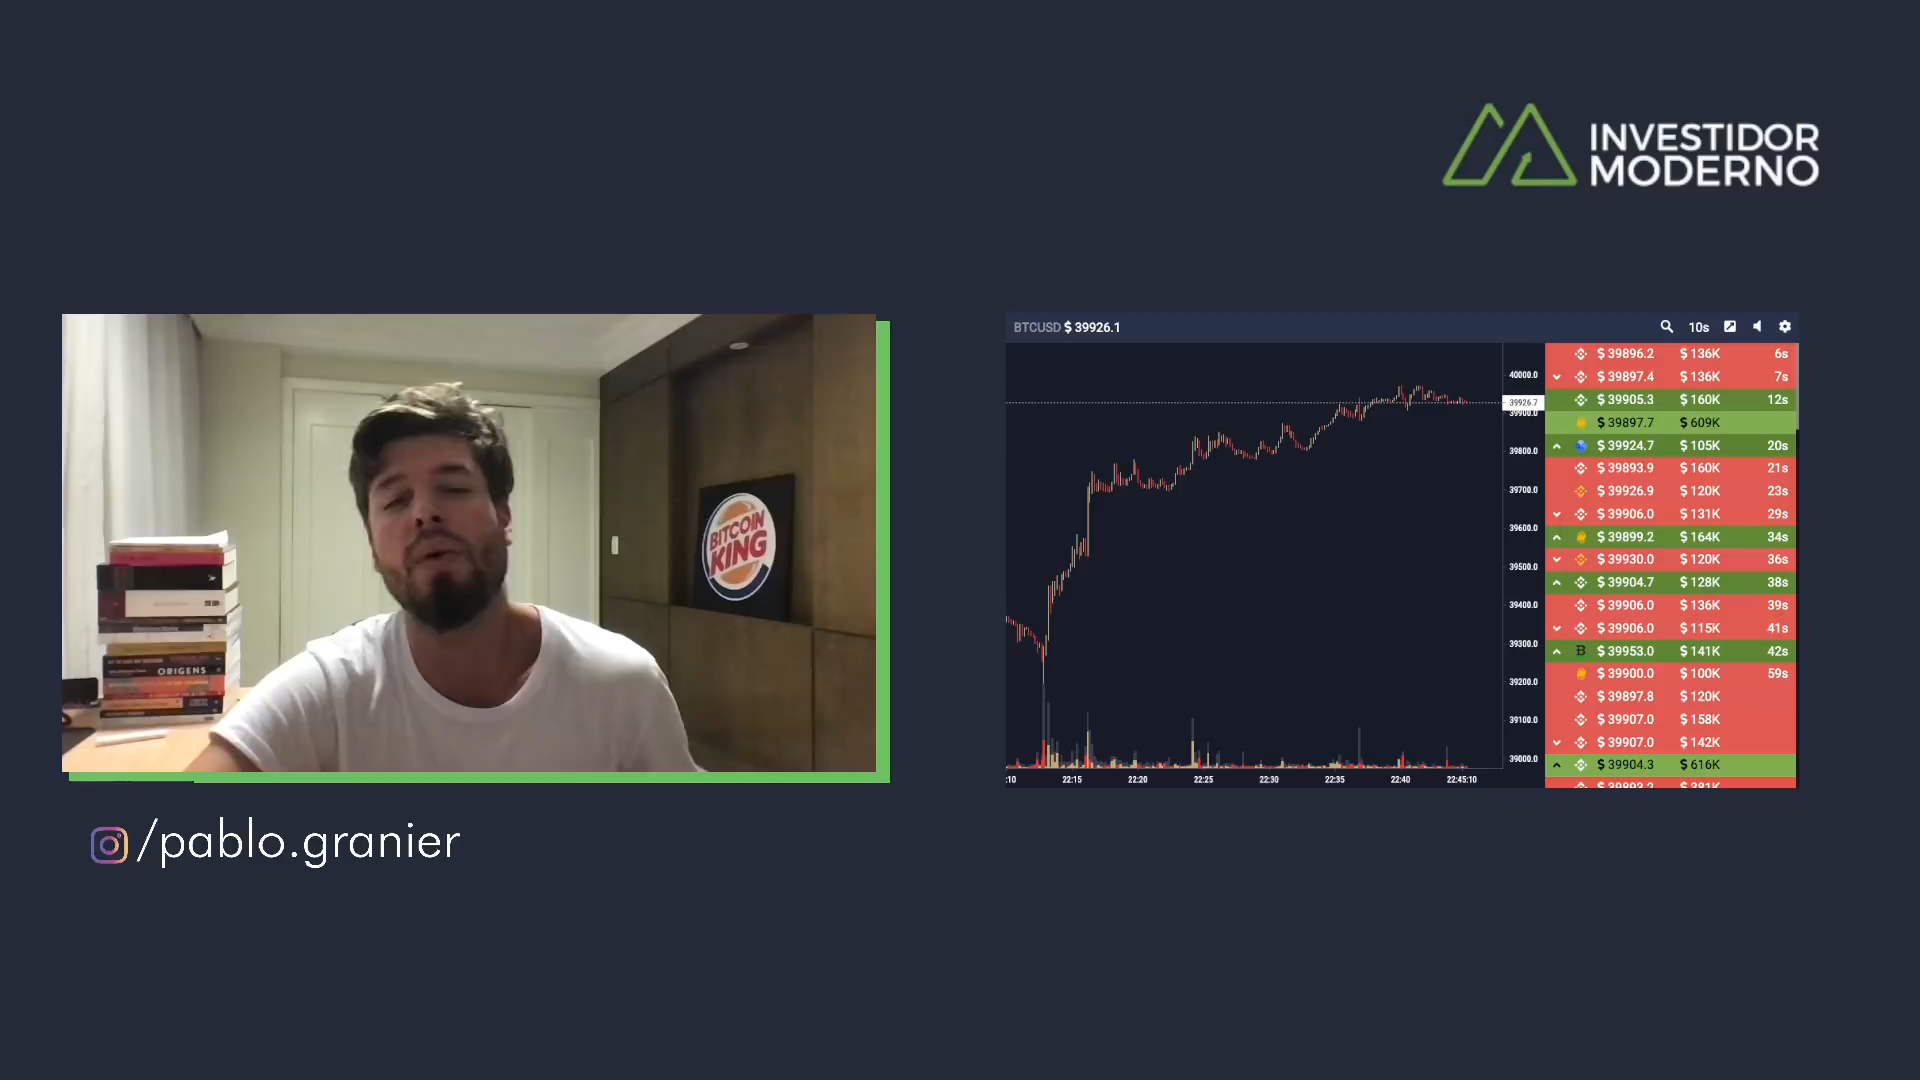 INVESTIDOR
MODERNO
BITCOIN
KING
ORIGENS
/pablo.granier
BTCUSD $ 39926.1
10s
40000.0
39926.7
39900.0
39800.0
39700.0
39600.0
39500.0
39400.0
39300.0
39200.0
39100.0
39000.0
:10 22:15 22:20 22:25 22:30 22:35 22:40 22:45:10
$ 39896.2 $ 136K 6s
$ 39897.4 $ 136K 7s
$ 39905.3 $ 160K 12s
$ 39897.7 $ 609K
$ 39924.7 $ 105K 20s
$ 39893.9 $ 160K 21s
$ 39926.9 $ 120K 23s
$ 39906.0 $ 131K 29s
$ 39899.2 $ 164K 34s
$ 39930.0 $ 120K 36s
$ 39904.7 $ 128K 38s
$ 39906.0 $ 136K 39s
$ 39906.0 $ 115K 41s
$ 39953.0 $ 141K 42s
$ 39900.0 $ 100K 59s
$ 39897.8 $ 120K
$ 39907.0 $ 158K
$ 39907.0 $ 142K
$ 39904.3 $ 616K